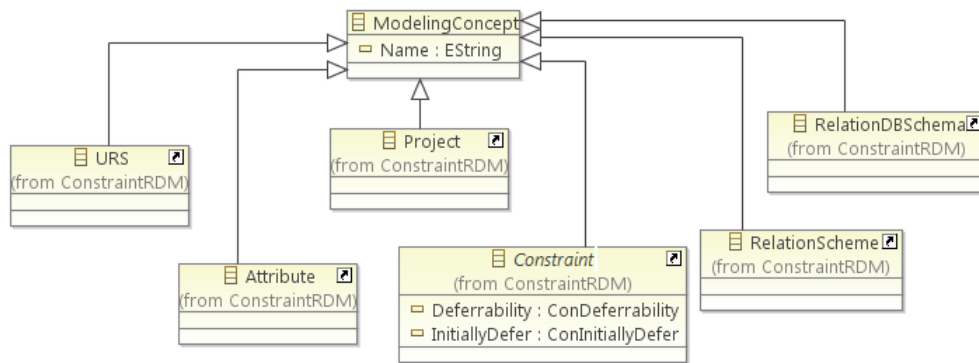 ModelingConcept
Name : EString
RelationDBSchema
(from ConstraintRDM)
Project
(from ConstraintRDM)
URS
(from ConstraintRDM)
RelationScheme
(from ConstraintRDM)
Constraint
(from ConstraintRDM)
Deferrability : ConDeferrability
InitiallyDefer : ConInitiallyDefer
Attribute
(from ConstraintRDM)